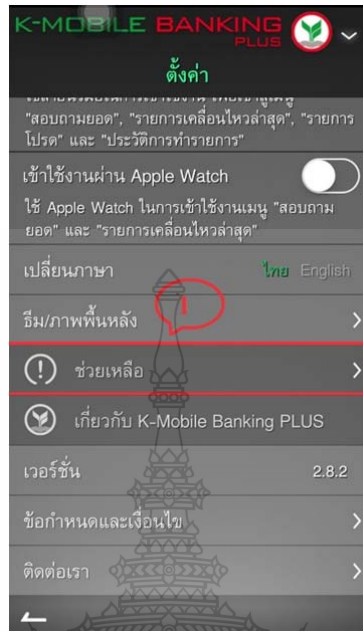 K-MOBILE BANKING
PLUS
ตั้งค่า
"สอบถามยอด", "รายการเคลื่อนไหวล่าสุด", "รายการ
โปรด" และ "ประวัติการทำรายการ"
เข้าใช้งานผ่าน Apple Watch
ใช้ Apple Watch ในการเข้าใช้งานเมนู "สอบถาม
ยอด" และ "รายการเคลื่อนไหวล่าสุด"
เปลี่ยนภาษา ไทย English
1
ธีม/ภาพพื้นหลัง
ช่วยเหลือ
เกี่ยวกับ K-Mobile Banking PLUS
เวอร์ชั่น 2.8.2
ข้อกำหนดและเงื่อนไข
ติดต่อเรา